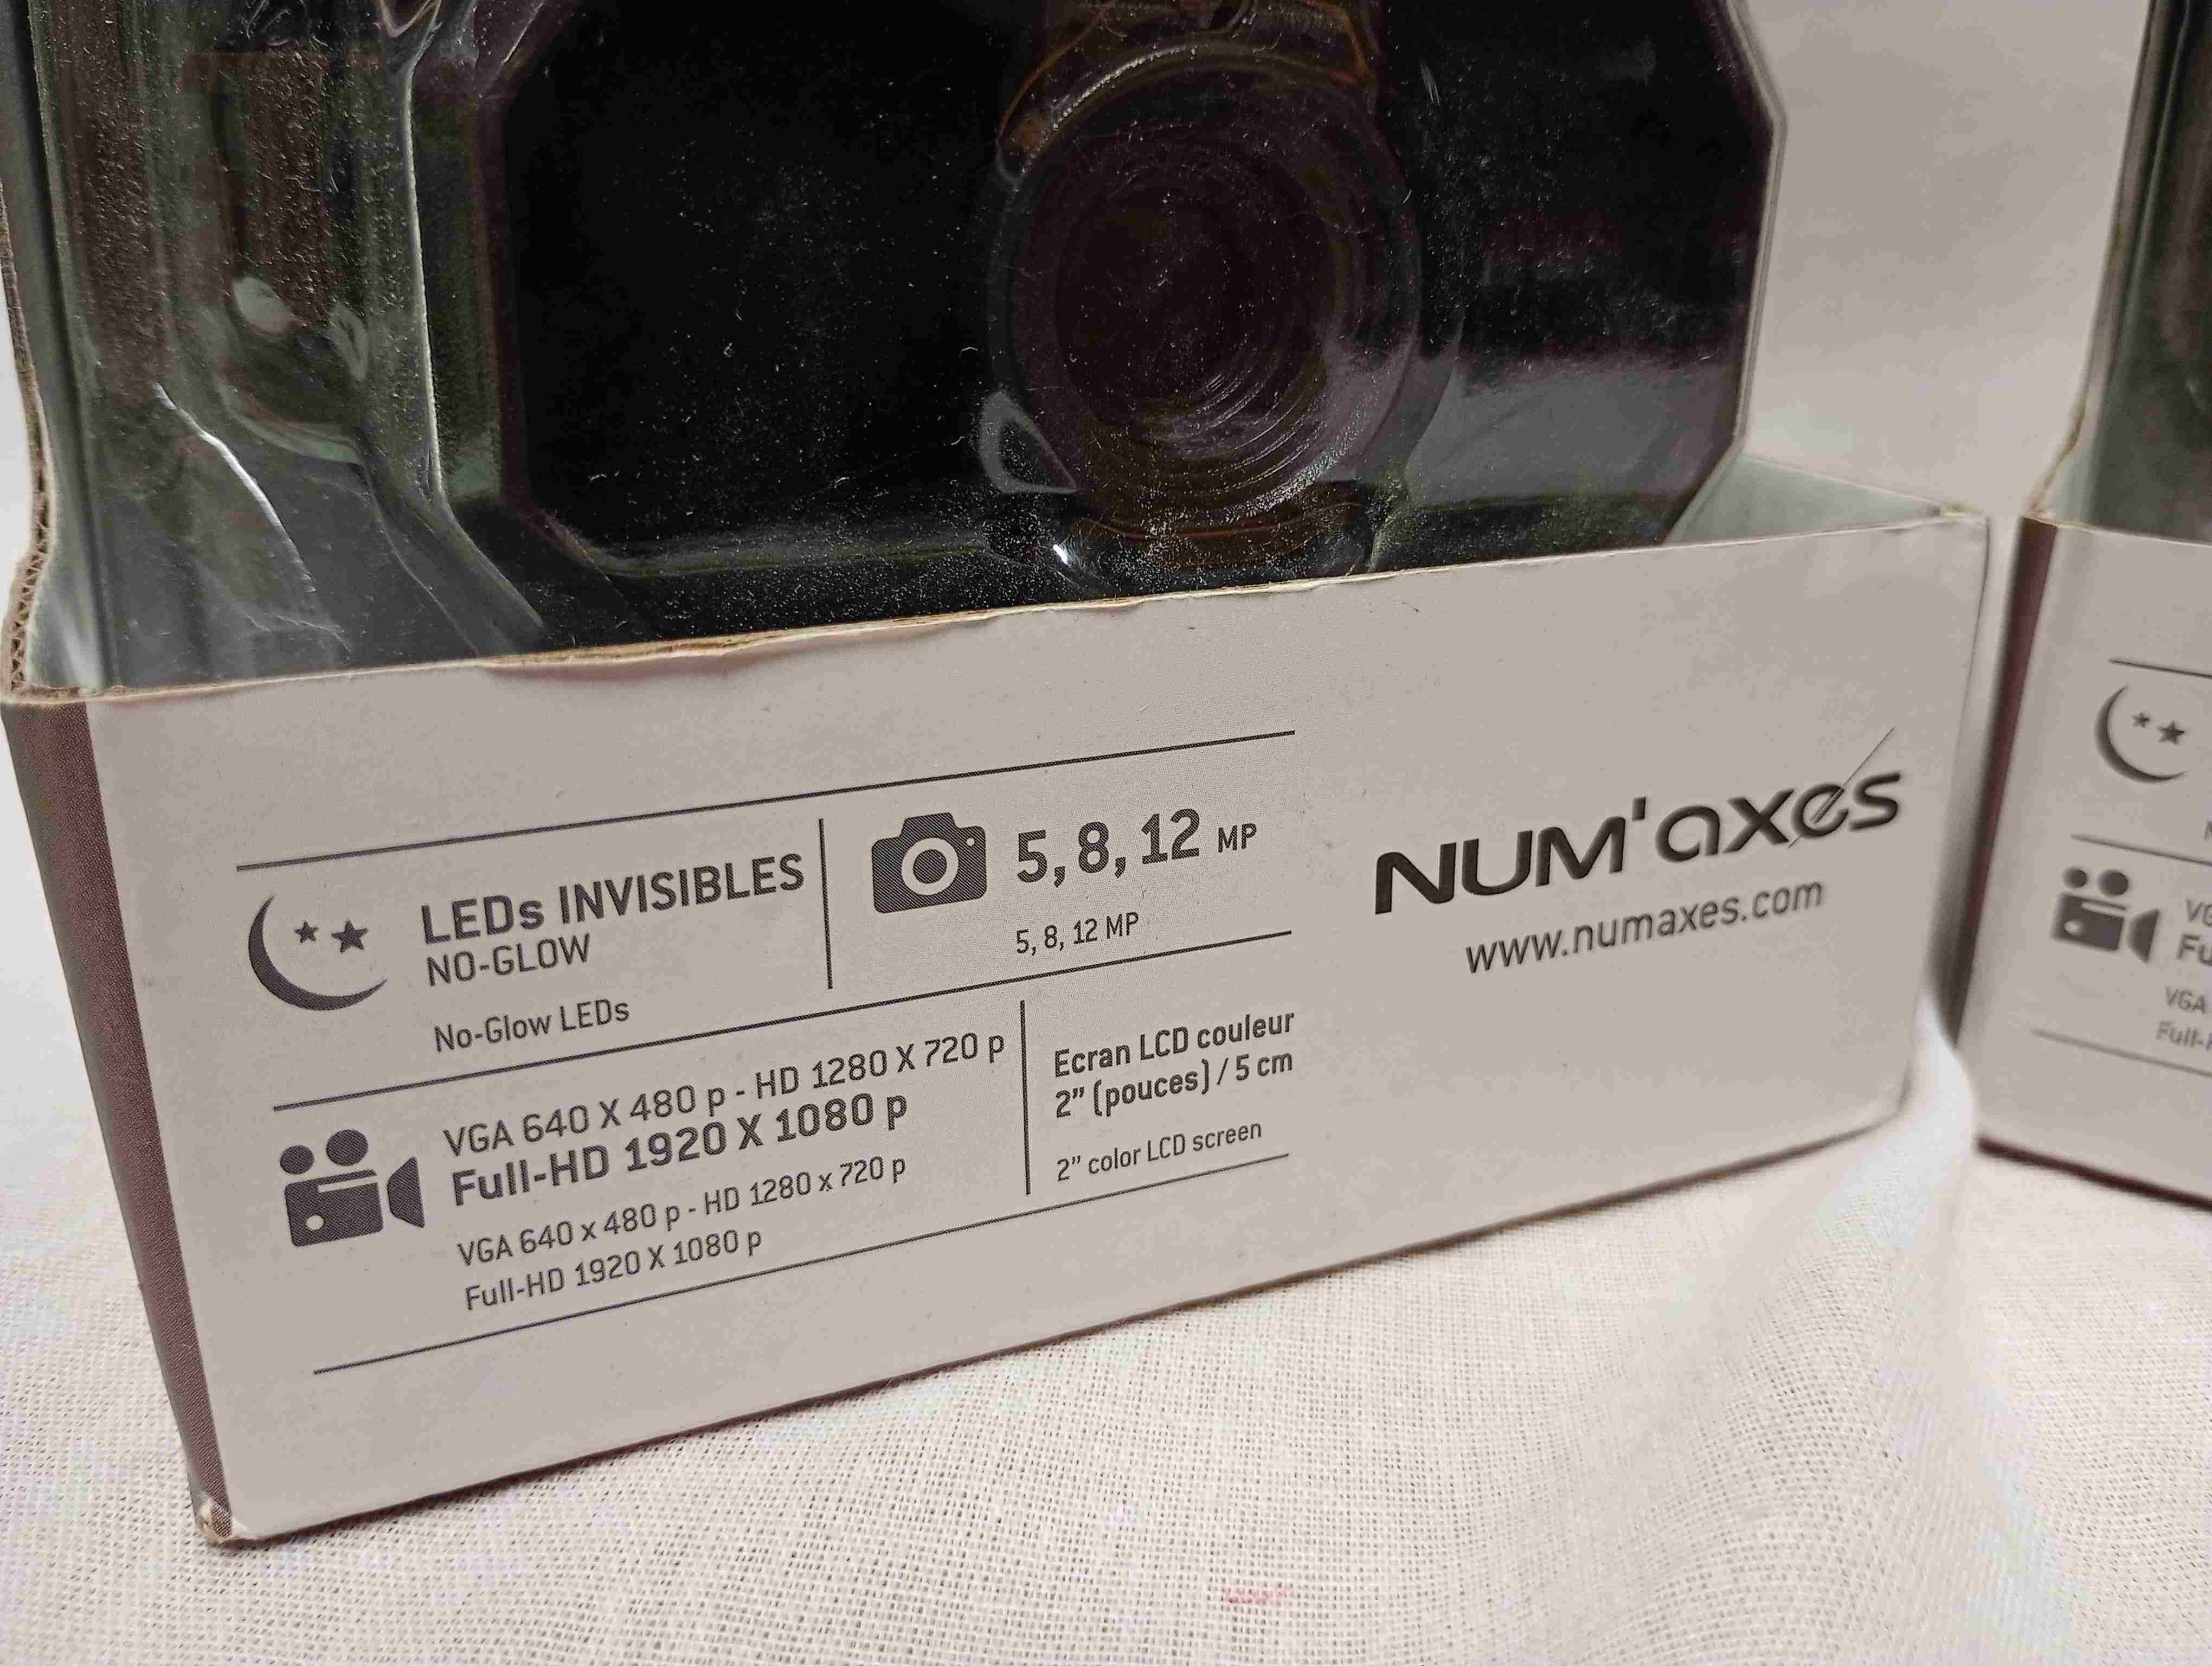 LEDs INVISIBLES
NO-GLOW
No-Glow LEDs
5, 8, 12 MP
5, 8, 12 MP
VGA 640 X 480 p - HD 1280 X 720 p
Full-HD 1920 X 1080 p
VGA 640 x 480 p - HD 1280 x 720 p
Full-HD 1920 X 1080 p
Ecran LCD couleur
2” (pouces) / 5 cm
2” color LCD screen
NUM'axes
www.numaxes.com
VGA